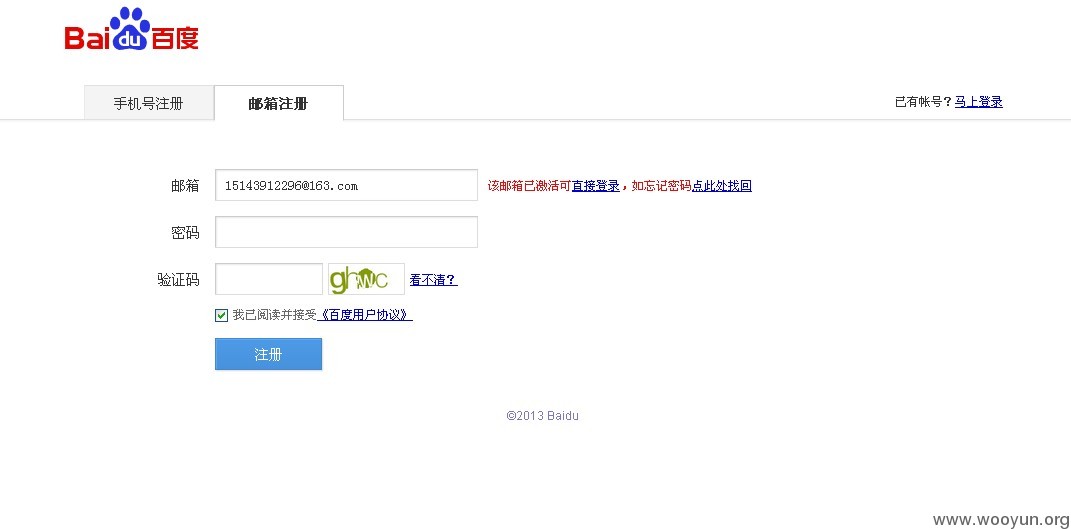 Bai du 百度
手机号注册 邮箱注册 已有帐号？马上登录
邮箱 15143912296@163.com 该邮箱已激活可直接登录，如忘记密码点此处找回
密码
验证码 ghwc 看不清？
我已阅读并接受《百度用户协议》
注册
©2013 Baidu
www.wooyun.org